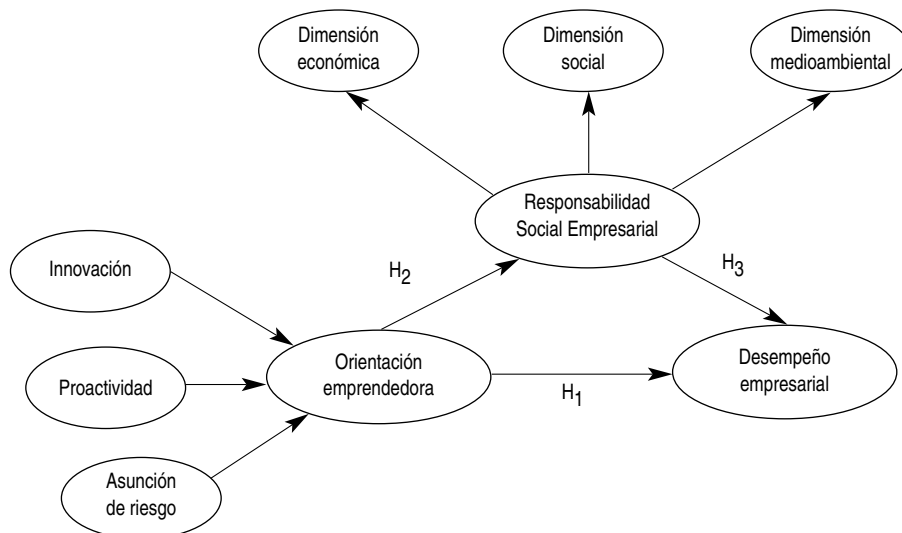 Dimensión
económica
Dimensión
social
Dimensión
medioambiental
Responsabilidad
Social Empresarial
Innovación
H2
H3
Proactividad
Orientación
emprendedora
H1
Desempeño
empresarial
Asunción
de riesgo